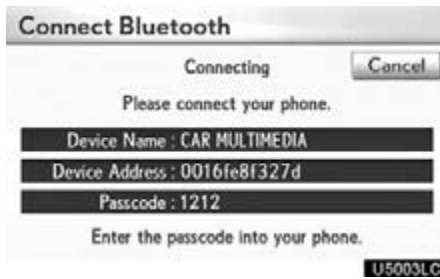 Connect Bluetooth
Connecting
Cancel
Please connect your phone.
Device Name : CAR MULTIMEDIA
Device Address : 0016fe8f327d
Passcode : 1212
Enter the passcode into your phone.
U5003LC